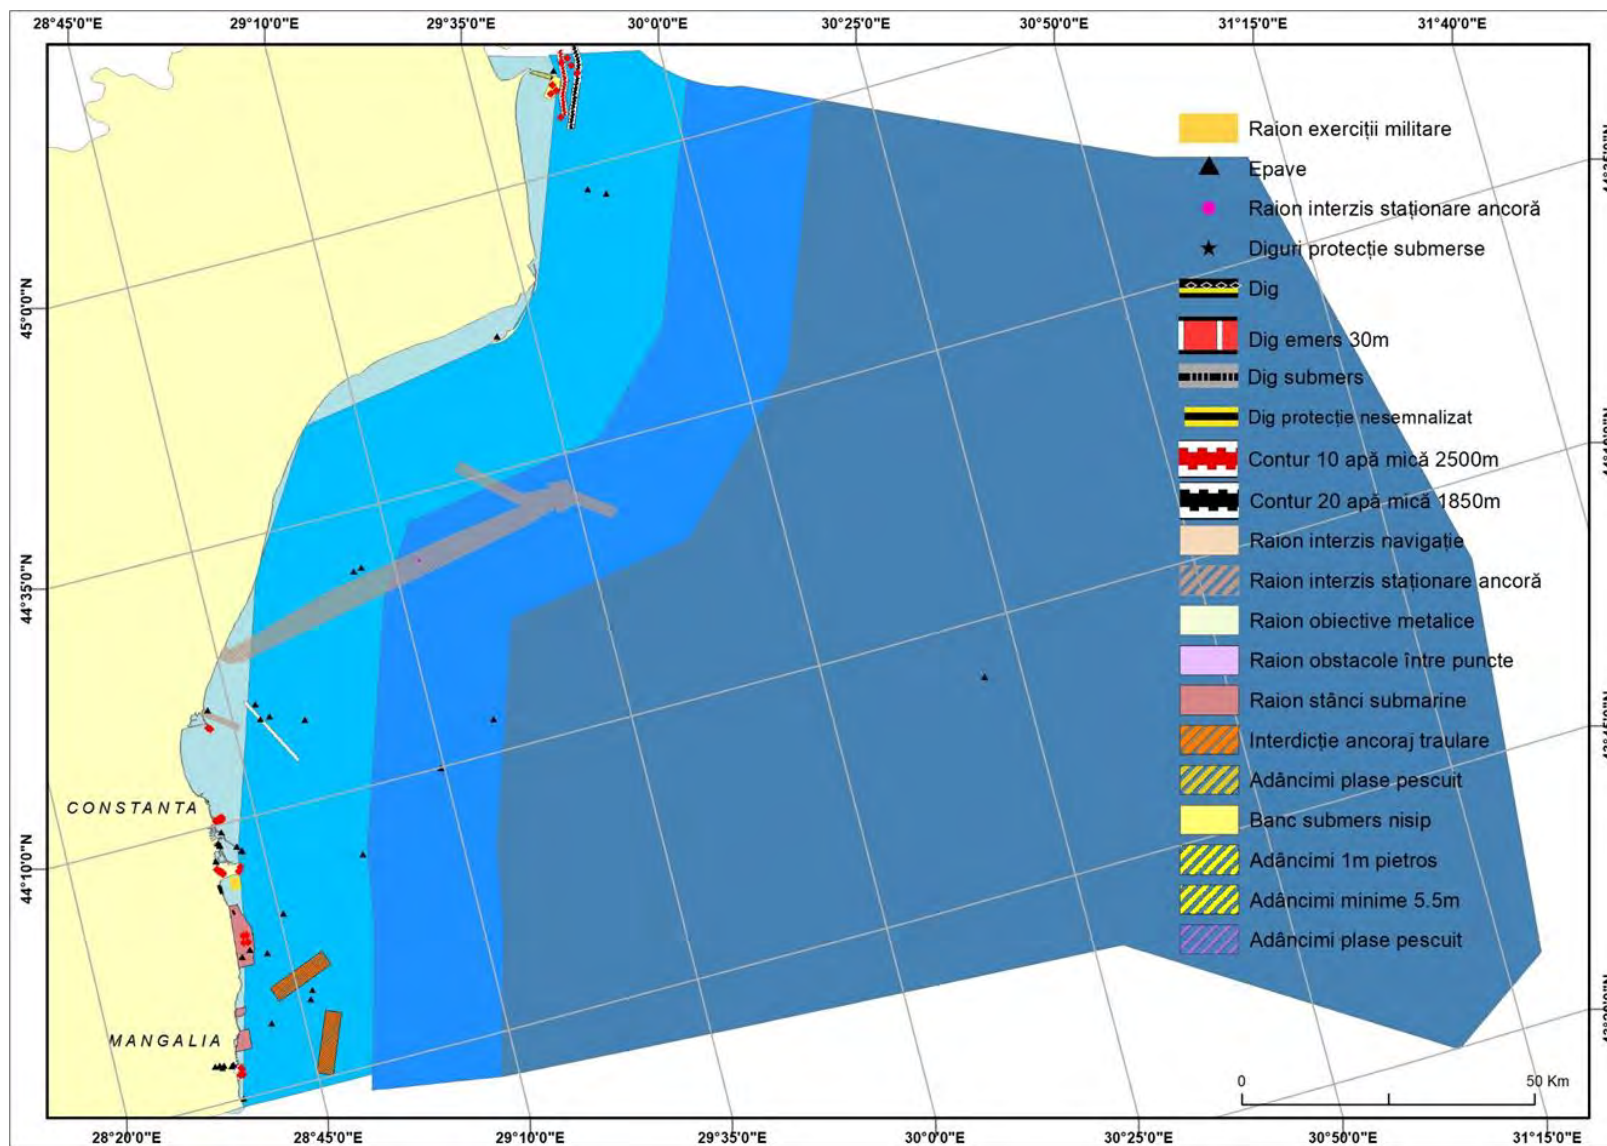 28°45'0"E 29°10'0"E 29°35'0"E 30°0'0"E 30°25'0"E 30°50'0"E 31°15'0"E 31°40'0"E
Raion exerciții militare
Epave
Raion interzis staționare ancoră
Diguri protecție submerse
Dig
Dig emers 30m
Dig submers
Dig protecție nesemnalizat
Contur 10 apă mică 2500m
Contur 20 apă mică 1850m
Raion interzis navigație
Raion interzis staționare ancoră
Raion obiective metalice
Raion obstacole între puncte
Raion stânci submarine
Interdicție ancoraj traulare
Adâncimi plase pescuit
Banc submers nisip
Adâncimi 1m pietros
Adâncimi minime 5.5m
Adâncimi plase pescuit
45°0'0"N
44°35'0"N
44°10'0"N
CONSTANTA
MANGALIA
0 50 Km
28°20'0"E 28°45'0"E 29°10'0"E 29°35'0"E 30°0'0"E 30°25'0"E 30°50'0"E 31°15'0"E